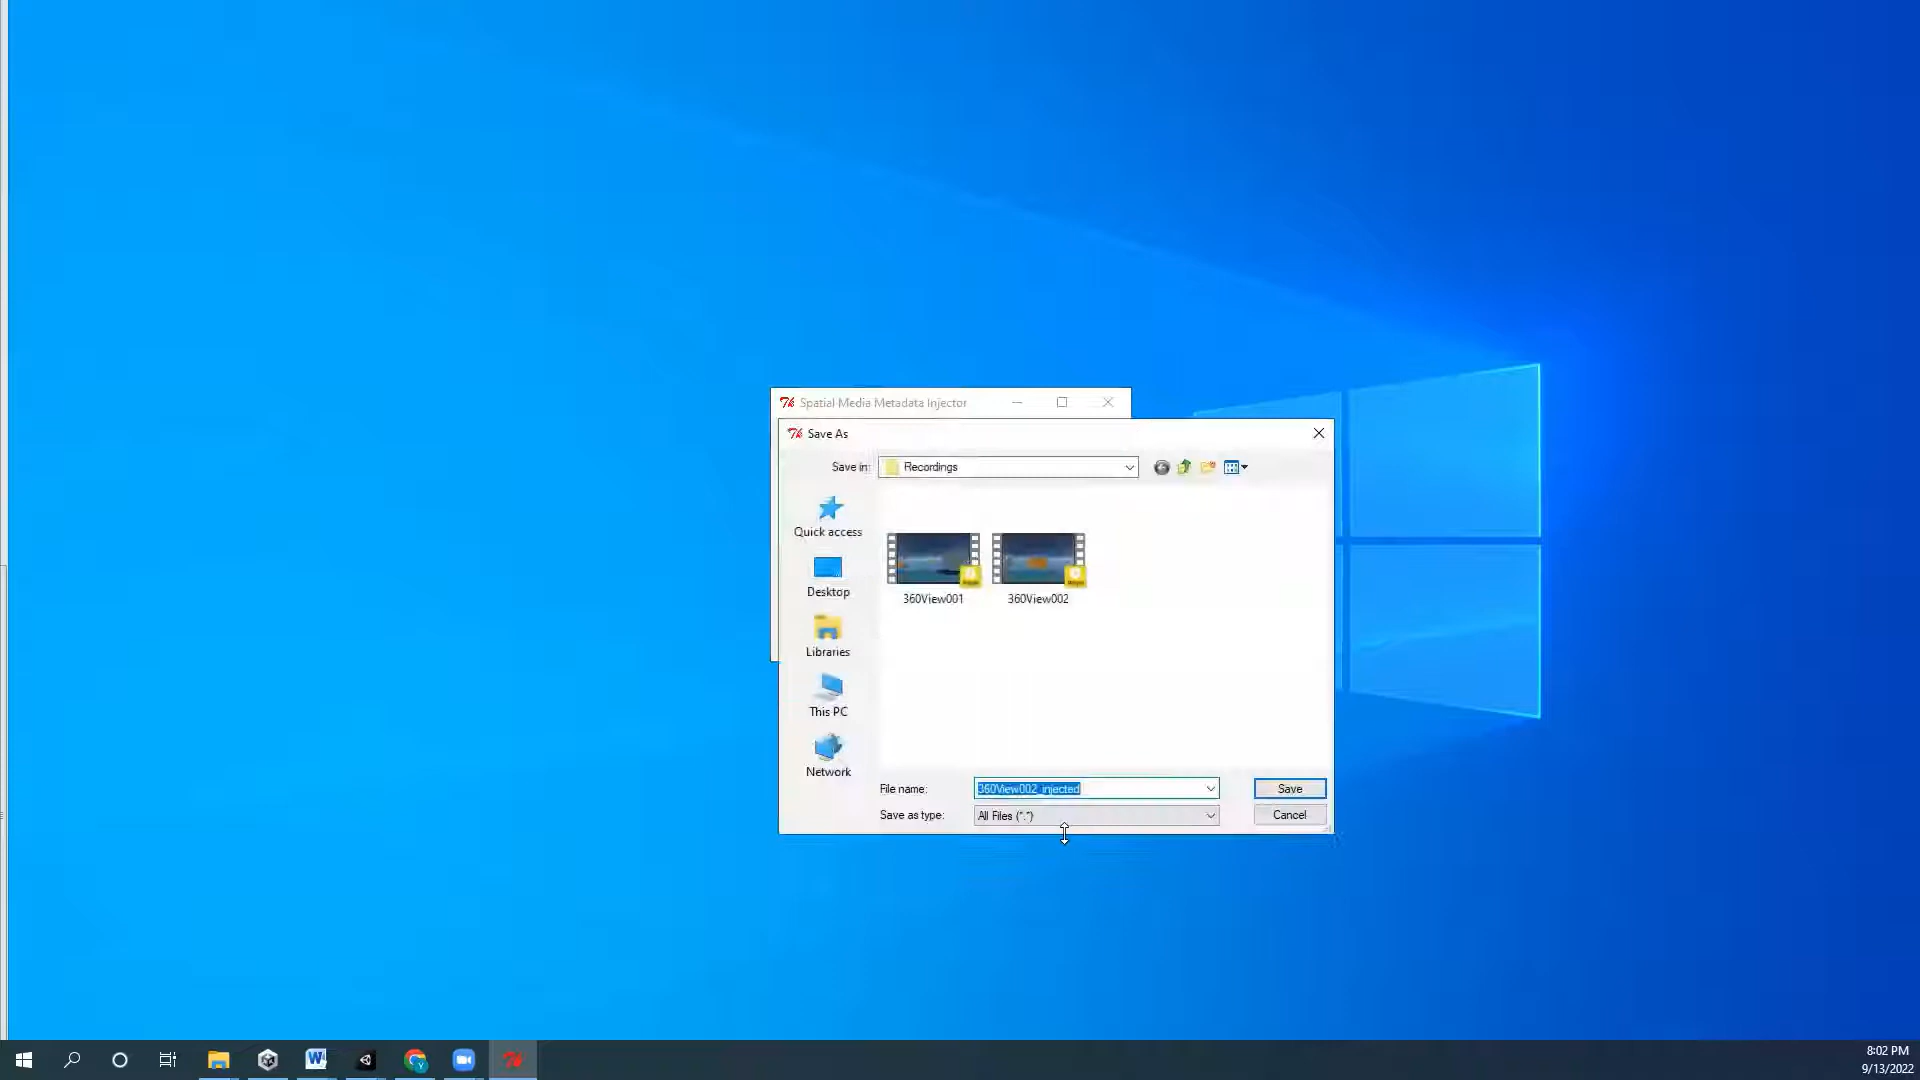 Spatial Media Metadata Injector
Save As
Save in:
Recordings
Quick access
Desktop
Libraries
This PC
Network
360View001
360View002
File name:
360View002_injected
Save
Save as type:
All Files (*.*)
Cancel
8:02 PM
9/13/2022